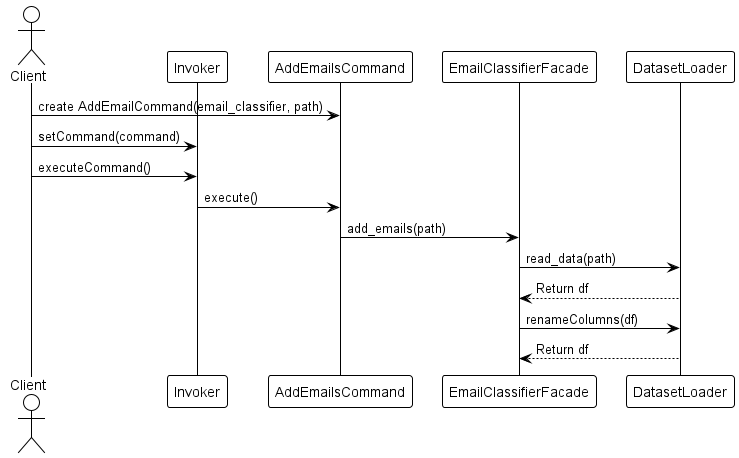 Client
Invoker
AddEmailsCommand
EmailClassifierFacade
DatasetLoader
create AddEmailCommand(email_classifier, path)
setCommand(command)
executeCommand()
execute()
add_emails(path)
read_data(path)
Return df
renameColumns(df)
Return df
Client
Invoker
AddEmailsCommand
EmailClassifierFacade
DatasetLoader